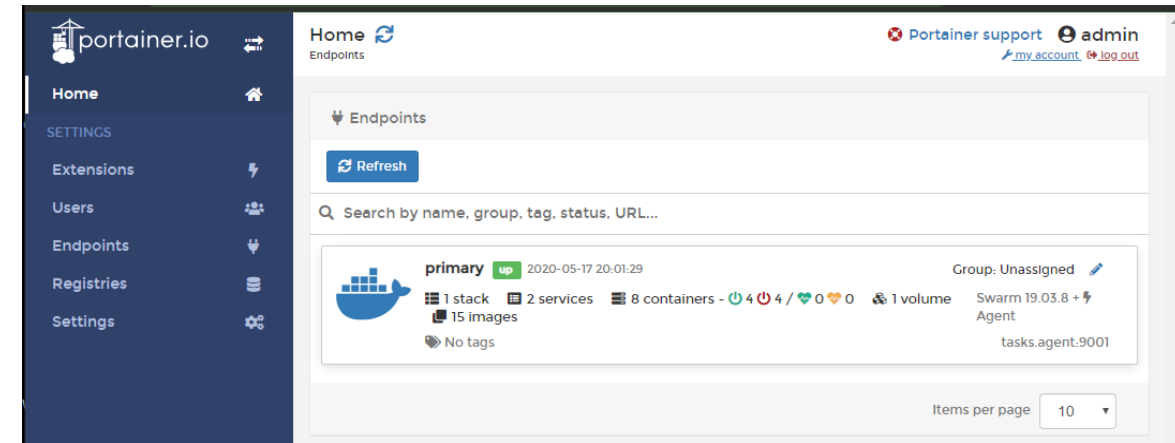 portainer.io
Home
SETTINGS
Extensions
Users
Endpoints
Registries
Settings
Home
Endpoints
Portainer support admin
my account log out
Endpoints
Refresh
Search by name, group, tag, status, URL...
primary up 2020-05-17 20:01:29
Group: Unassigned
1 stack 2 services 8 containers - 4 4 / 0 0 1 volume
15 images
Swarm 19.03.8 +
Agent
No tags
tasks.agent:9001
Items per page 10